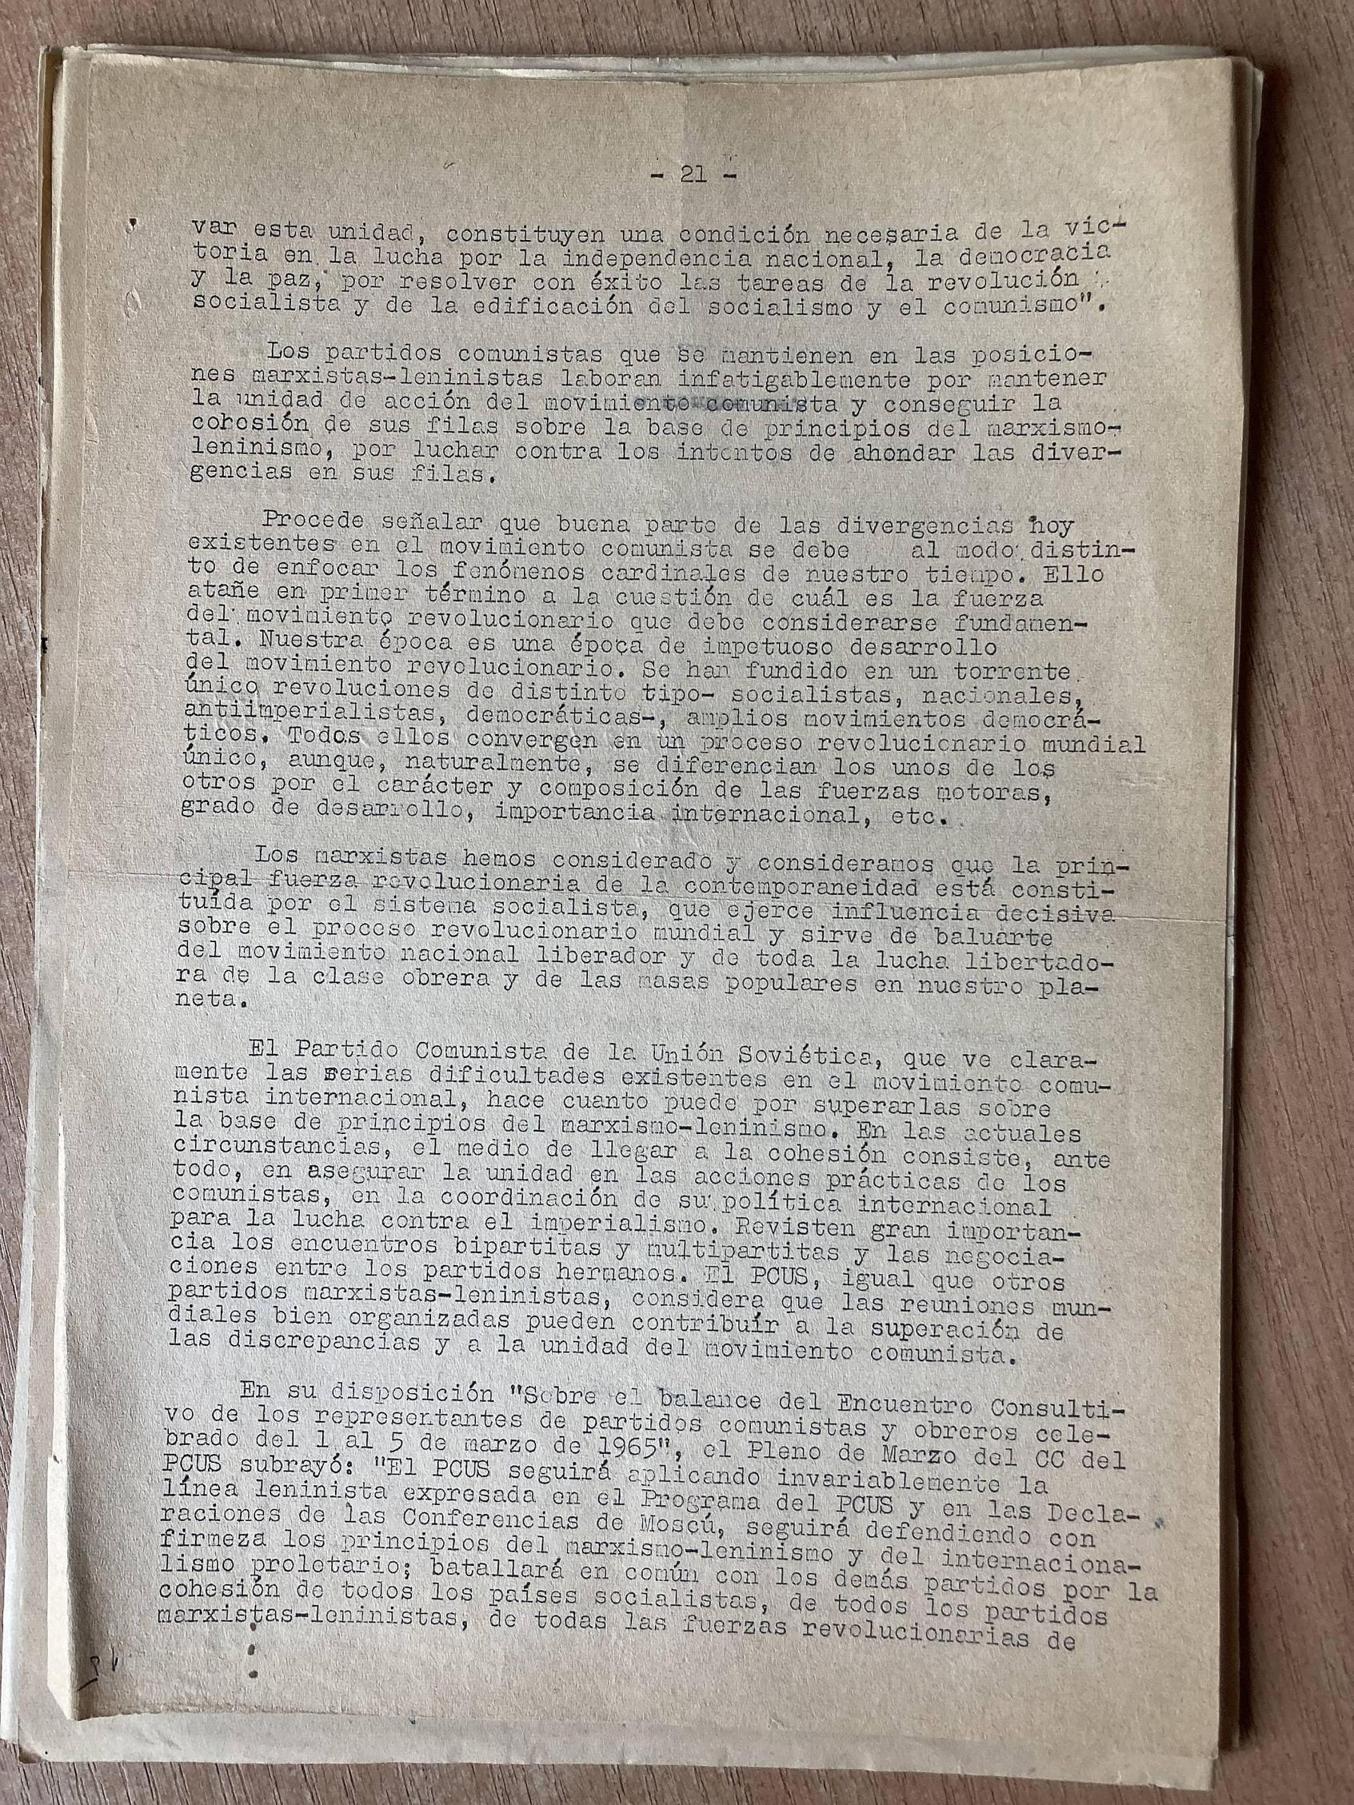 - 21 -
var esta unidad, constituyen una condición necesaria de la vic-
toria en la lucha por la independencia nacional, la democracia
y la paz, por resolver con éxito las tareas de la revolución
socialista y de la edificación del socialismo y el comunismo".
Los partidos comunistas que se mantienen en las posicio-
nes marxistas-leninistas laboran infatigablemente por mantener
la unidad de acción del movimiento comunista y conseguir la
cohesión de sus filas sobre la base de principios del marxismo-
leninismo, por luchar contra los intentos de ahondar las diver-
gencias en sus filas.
Procede señalar que buena parte de las divergencias hoy
existentes en el movimiento comunista se debe al modo distin-
to de enfocar los fenómenos cardinales de nuestro tiempo. Ello
atañe en primer término a la cuestión de cuál es la fuerza
del movimiento revolucionario que debe considerarse fundamen-
tal. Nuestra época es una época de impetuoso desarrollo
del movimiento revolucionario. Se han fundido en un torrente
único revoluciones de distinto tipo- socialistas, nacionales,
antiimperialistas, democráticas-, amplios movimientos democrá-
ticos. Todos ellos convergen en un proceso revolucionario mundial
único, aunque, naturalmente, se diferencian los unos de los
otros por el carácter y composición de las fuerzas motoras,
grado de desarrollo, importancia internacional, etc.
Los marxistas hemos considerado y consideramos que la prin-
cipal fuerza revolucionaria de la contemporaneidad está consti-
tuída por el sistema socialista, que ejerce influencia decisiva
sobre el proceso revolucionario mundial y sirve de baluarte
del movimiento nacional liberador y de toda la lucha libertado-
ra de la clase obrera y de las masas populares en nuestro pla-
neta.
El Partido Comunista de la Unión Soviética, que ve clara-
mente las serias dificultades existentes en el movimiento comu-
nista internacional, hace cuanto puede por superarlas sobre
la base de principios del marxismo-leninismo. En las actuales
circunstancias, el medio de llegar a la cohesión consiste, ante
todo, en asegurar la unidad en las acciones prácticas de los
comunistas, en la coordinación de su política internacional
para la lucha contra el imperialismo. Revisten gran importan-
cia los encuentros bipartitas y multipartitas y las negocia-
ciones entre los partidos hermanos. El PCUS, igual que otros
partidos marxistas-leninistas, considera que las reuniones mun-
diales bien organizadas pueden contribuír a la superación de
las discrepancias y a la unidad del movimiento comunista.
En su disposición "Sobre el balance del Encuentro Consulti-
vo de los representantes de partidos comunistas y obreros cele-
brado del 1 al 5 de marzo de 1965", el Pleno de Marzo del CC del
PCUS subrayó: "El PCUS seguirá aplicando invariablemente la
línea leninista expresada en el Programa del PCUS y en las Decla-
raciones de las Conferencias de Moscú, seguirá defendiendo con
firmeza los principios del marxismo-leninismo y del internaciona-
lismo proletario; batallará en común con los demás partidos por la
cohesión de todos los países socialistas, de todos los partidos
marxistas-leninistas, de todas las fuerzas revolucionarias de